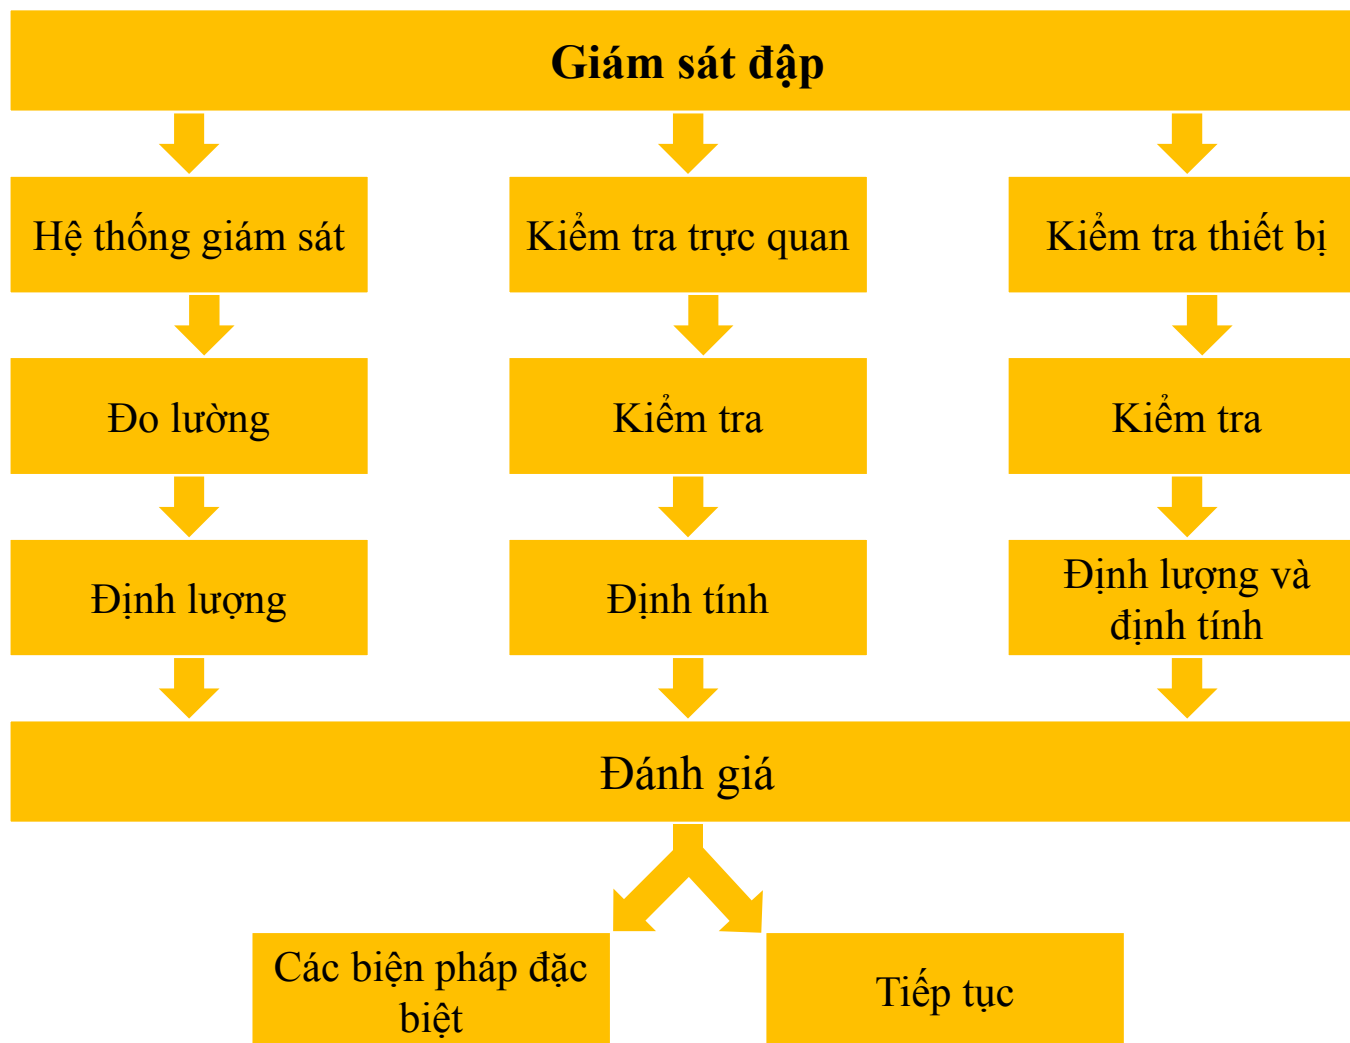 Giám sát đập
Hệ thống giám sát
Kiểm tra trực quan
Kiểm tra thiết bị
Đo lường
Kiểm tra
Kiểm tra
Định lượng
Định tính
Định lượng và
định tính
Đánh giá
Các biện pháp đặc
biệt
Tiếp tục